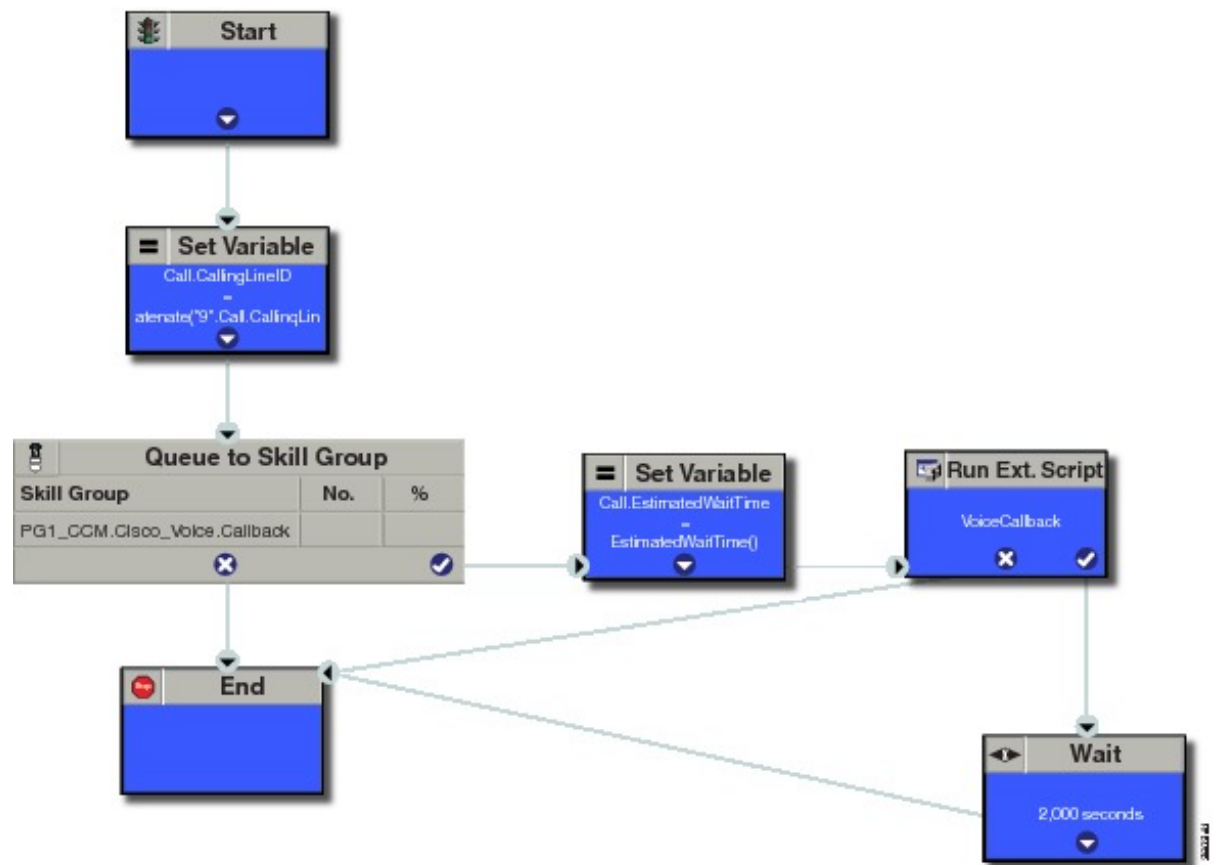 Start
= Set Variable
Call.CallingLineID
=
atenate("9".Call.CallingLin
Queue to Skill Group
Skill Group No. %
PG1_CCM.Cisco_Voice.Callback
= Set Variable
Call.EstimatedWaitTime
=
EstimatedWaitTime()
Run Ext. Script
VoiceCallback
End
Wait
2,000 seconds